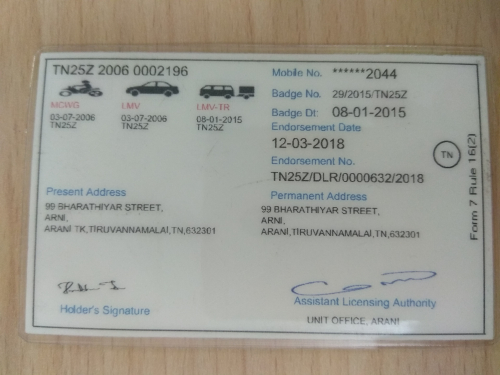 TN25Z 2006 0002196
MCWG LMV LMV-TR
03-07-2006 03-07-2006 08-01-2015
TN25Z TN25Z TN25Z
Mobile No. ******2044
Badge No. 29/2015/TN25Z
Badge Dt: 08-01-2015
Endorsement Date
12-03-2018
Endorsement No.
TN25Z/DLR/0000632/2018
TN
Form 7 Rule 16(2)
Present Address
99 BHARATHIYAR STREET,
ARNI,
ARANI TK,TIRUVANNAMALAI,TN,632301
Permanent Address
99 BHARATHIYAR STREET,
ARNI,
ARANI,TIRUVANNAMALAI,TN,632301
Holder's Signature
Assistant Licensing Authority
UNIT OFFICE, ARANI